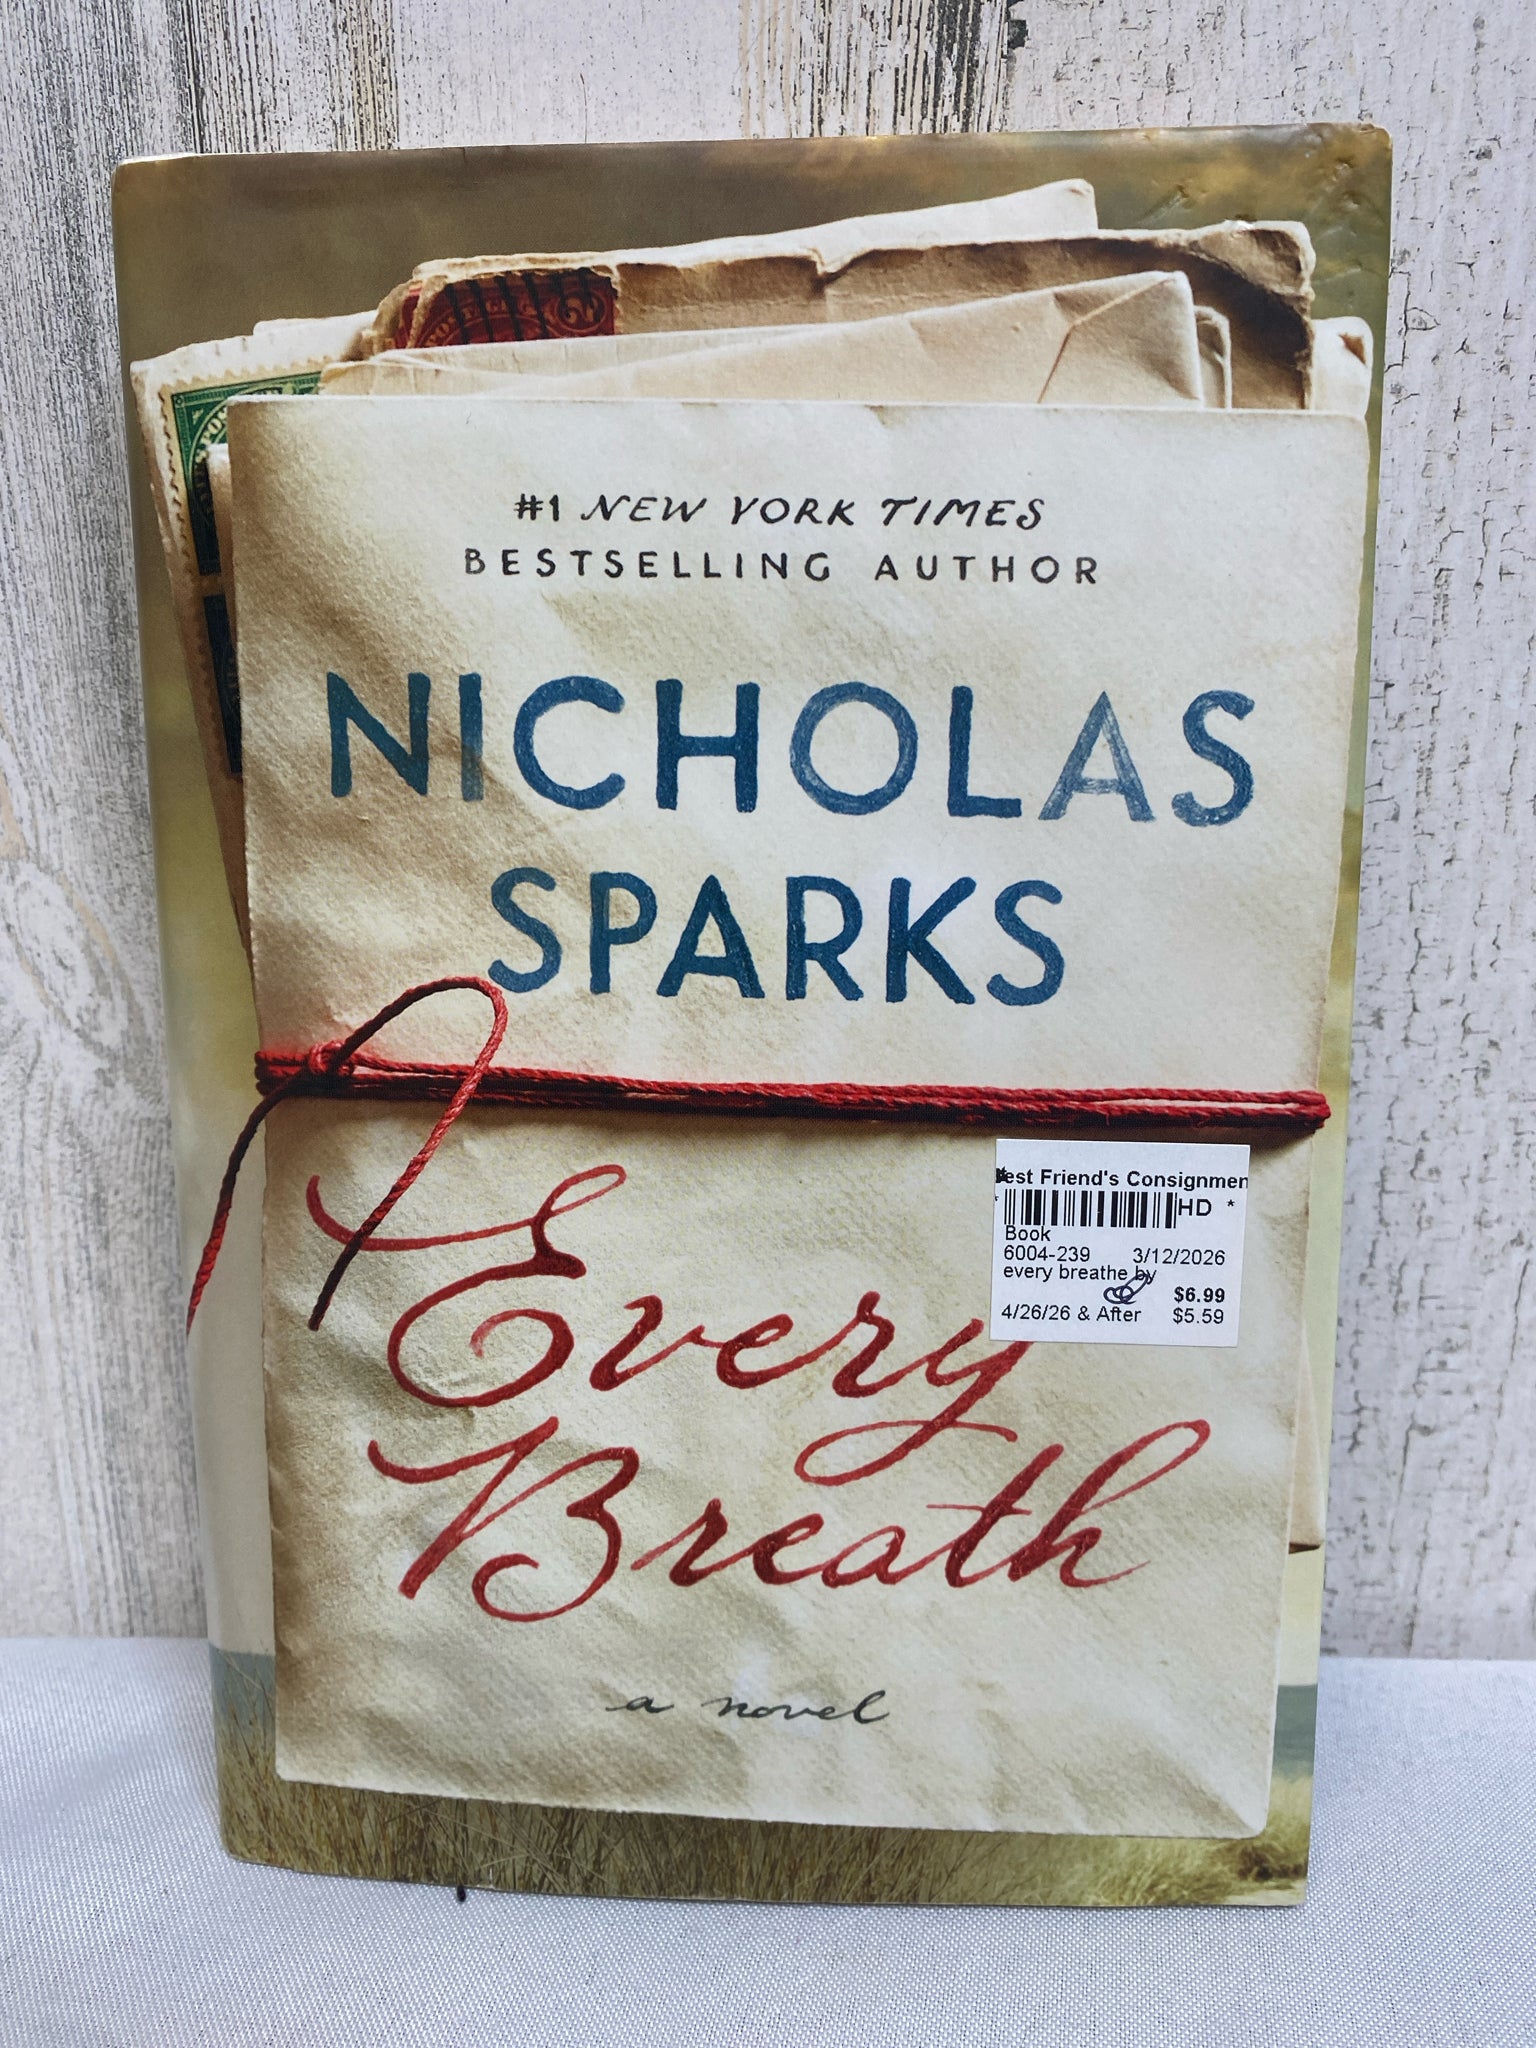 #1 NEW YORK TIMES
BESTSELLING AUTHOR
NICHOLAS
SPARKS
est Friend's Consignmen
HD *
Book
6004-239 3/12/2026
every breathe by
$6.99
4/26/26 & After $5.59
Every
Breath
a novel